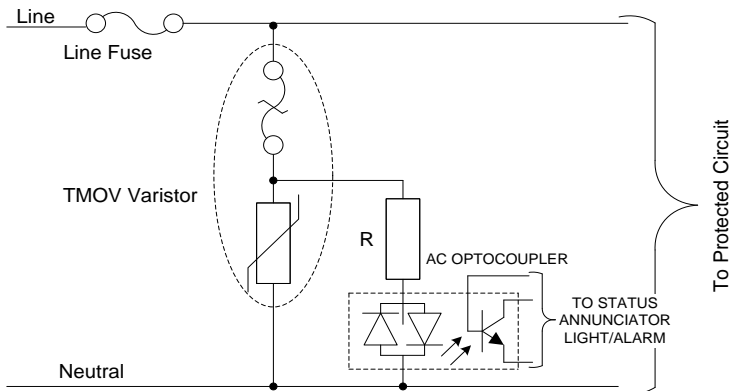 Line
Line Fuse
TMOV Varistor
R
AC OPTOCOUPLER
TO STATUS
ANNUNCIATOR
LIGHT/ALARM
Neutral
To Protected Circuit